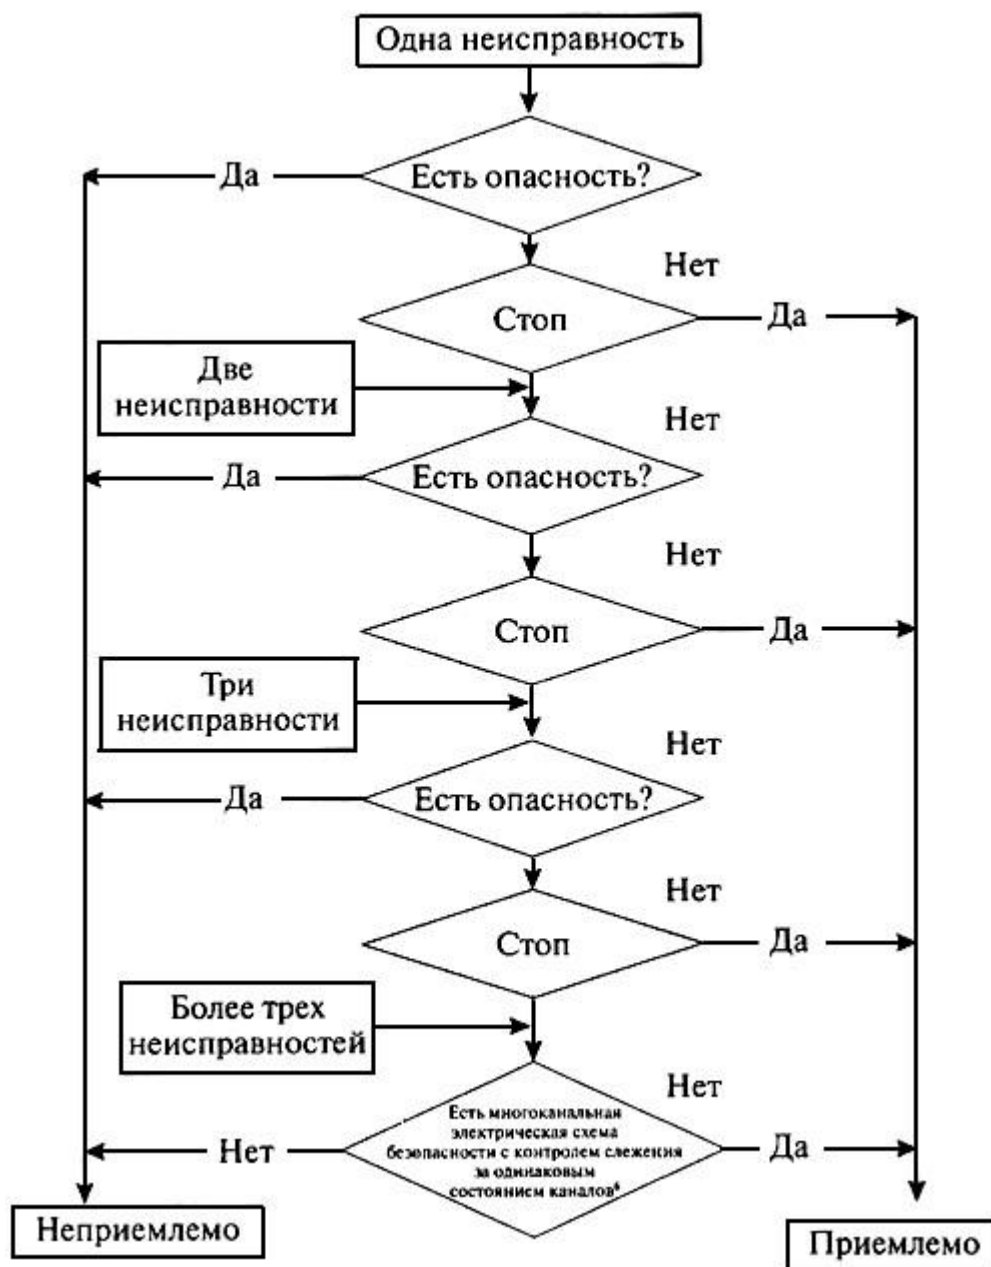 Одна неисправность
Есть опасность?
Да
Нет
Стоп
Да
Две
неисправности
Нет
Есть опасность?
Да
Нет
Стоп
Да
Три
неисправности
Нет
Есть опасность?
Да
Нет
Стоп
Да
Более трех
неисправностей
Нет
Есть многоканальная
электрическая схема
безопасности с контролем слежения
за одинаковым
состоянием каналов
Нет
Да
Неприемлемо
Приемлемо